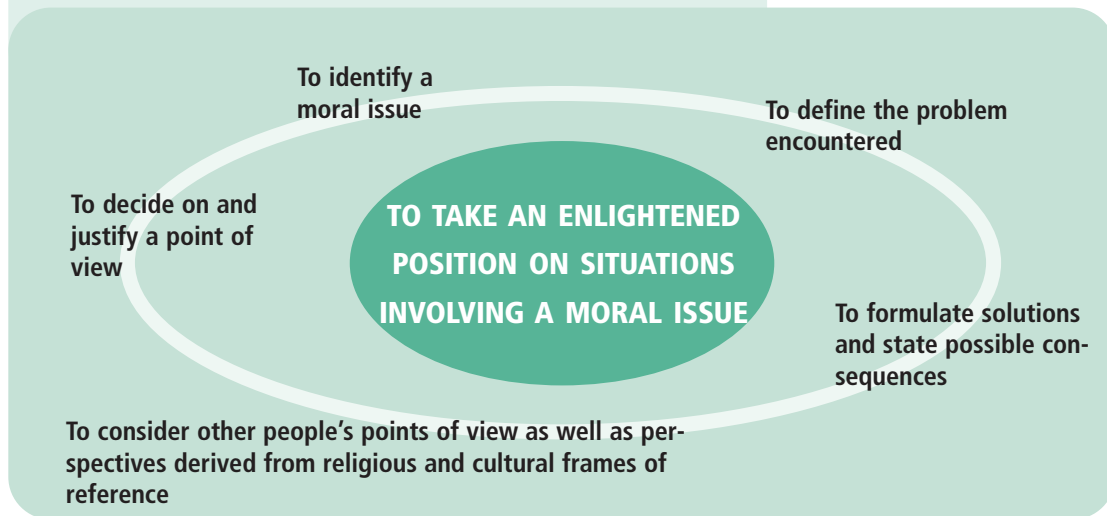 To identify a
moral issue
To define the problem
encountered
To decide on and
justify a point of
view
TO TAKE AN ENLIGHTENED
POSITION ON SITUATIONS
INVOLVING A MORAL ISSUE
To formulate solutions
and state possible con-
sequences
To consider other people's points of view as well as per-
spectives derived from religious and cultural frames of
reference